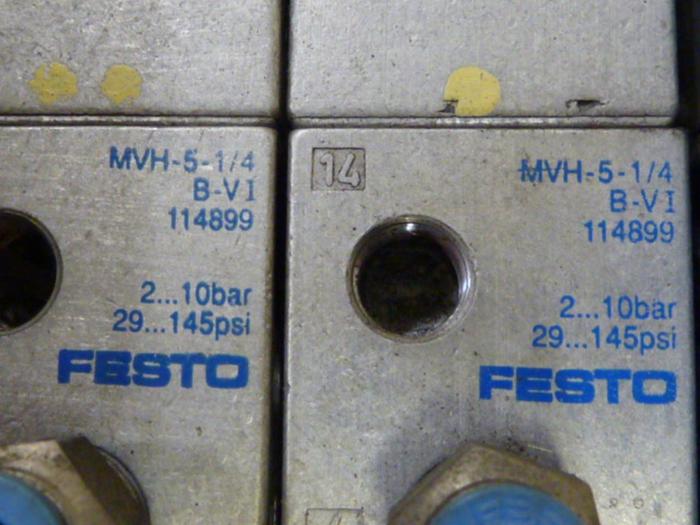 MVH-5-1/4
B-VI
114899
2...10bar
29...145psi
FESTO
14
MVH-5-1/4
B-VI
114899
2...10bar
29...145psi
FESTO